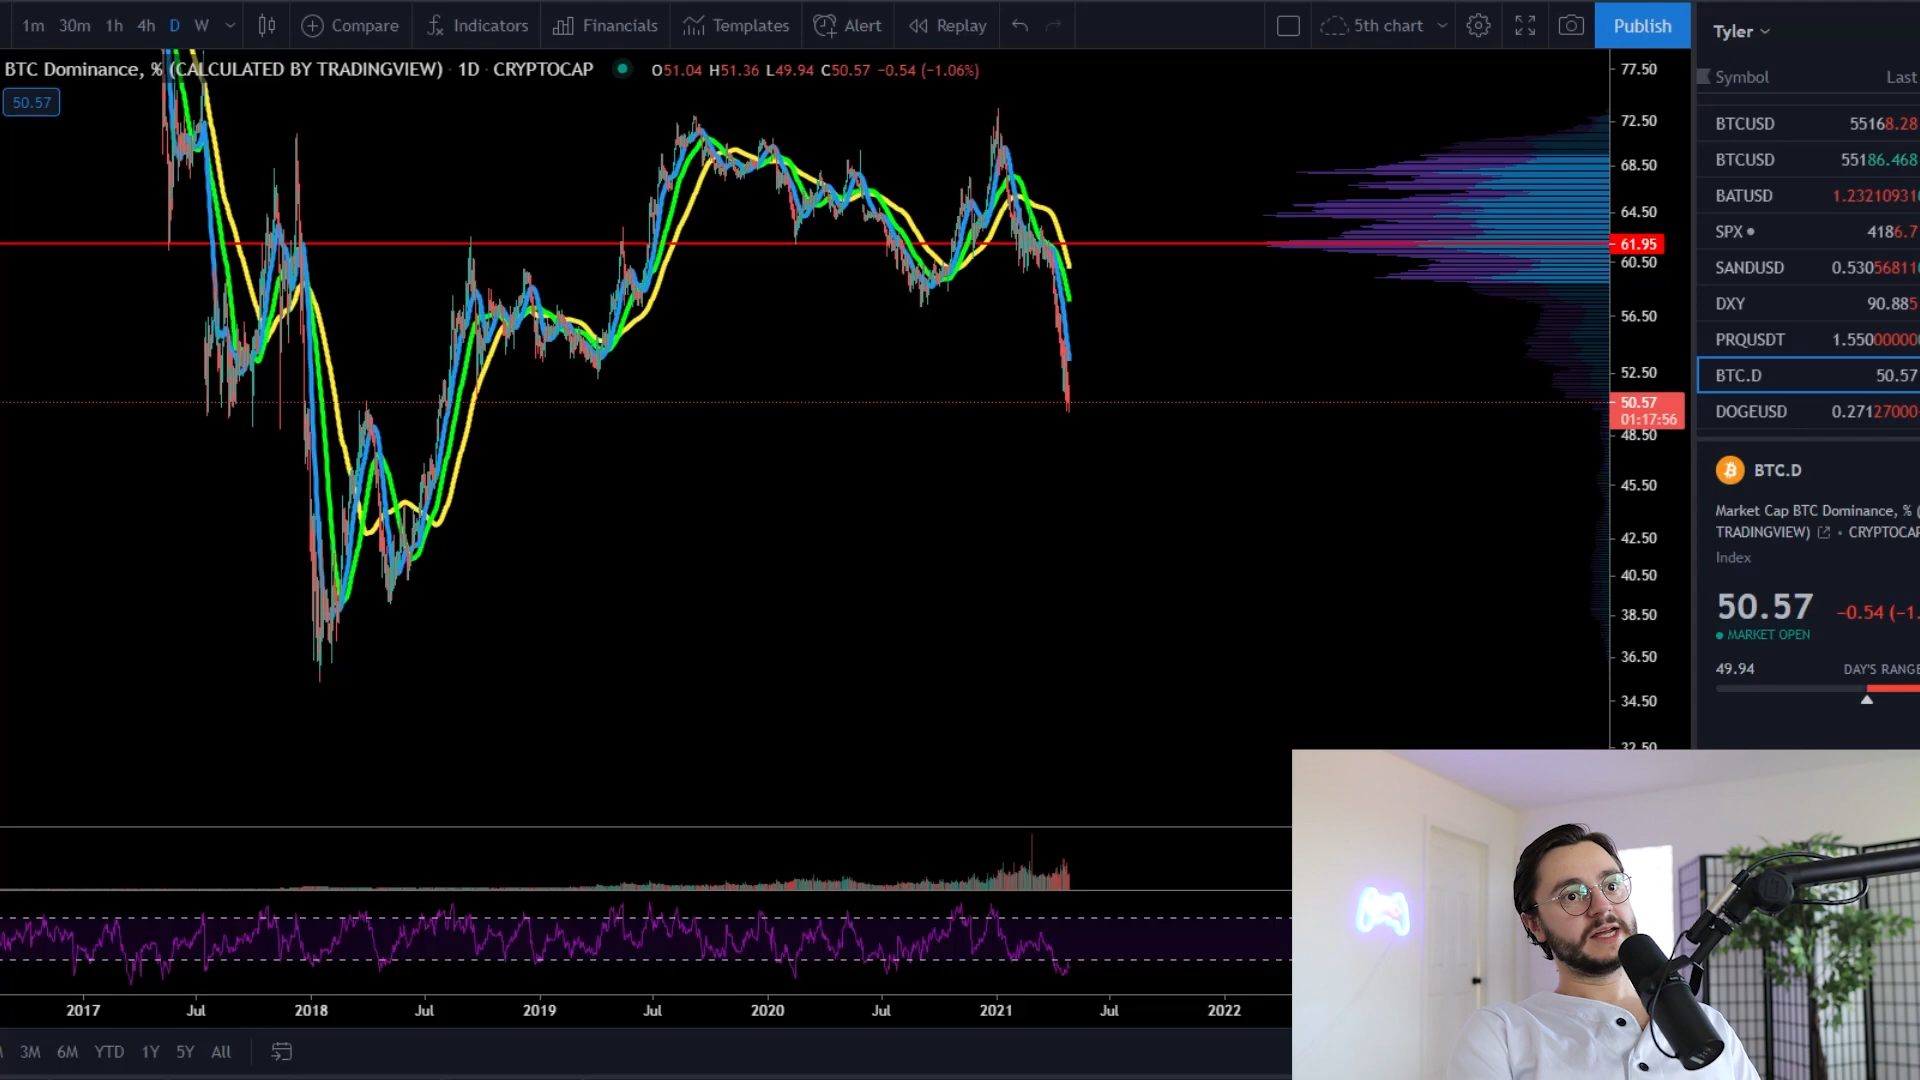 1m 30m 1h 4h D W Compare Indicators Financials Templates Alert Replay 5th chart Publish Tyler
BTC Dominance, % (CALCULATED BY TRADINGVIEW) · 1D · CRYPTOCAP O51.04 H51.36 L49.94 C50.57 −0.54 (−1.06%)
50.57
77.50
72.50
68.50
64.50
61.95
60.50
56.50
52.50
50.57
01:17:56
48.50
45.50
42.50
40.50
38.50
36.50
34.50
32.50
Symbol Last
BTCUSD 55168.28
BTCUSD 55186.468
BATUSD 1.23210931
SPX 4186.7
SANDUSD 0.53056811
DXY 90.885
PRQUSDT 1.55000000
BTC.D 50.57
DOGEUSD 0.27127000
BTC.D
Market Cap BTC Dominance, % (
TRADINGVIEW) • CRYPTOCAP
Index
50.57 −0.54 (−1.
MARKET OPEN
49.94 DAY'S RANGE
2017 Jul 2018 Jul 2019 Jul 2020 Jul 2021 Jul 2022
3M 6M YTD 1Y 5Y All